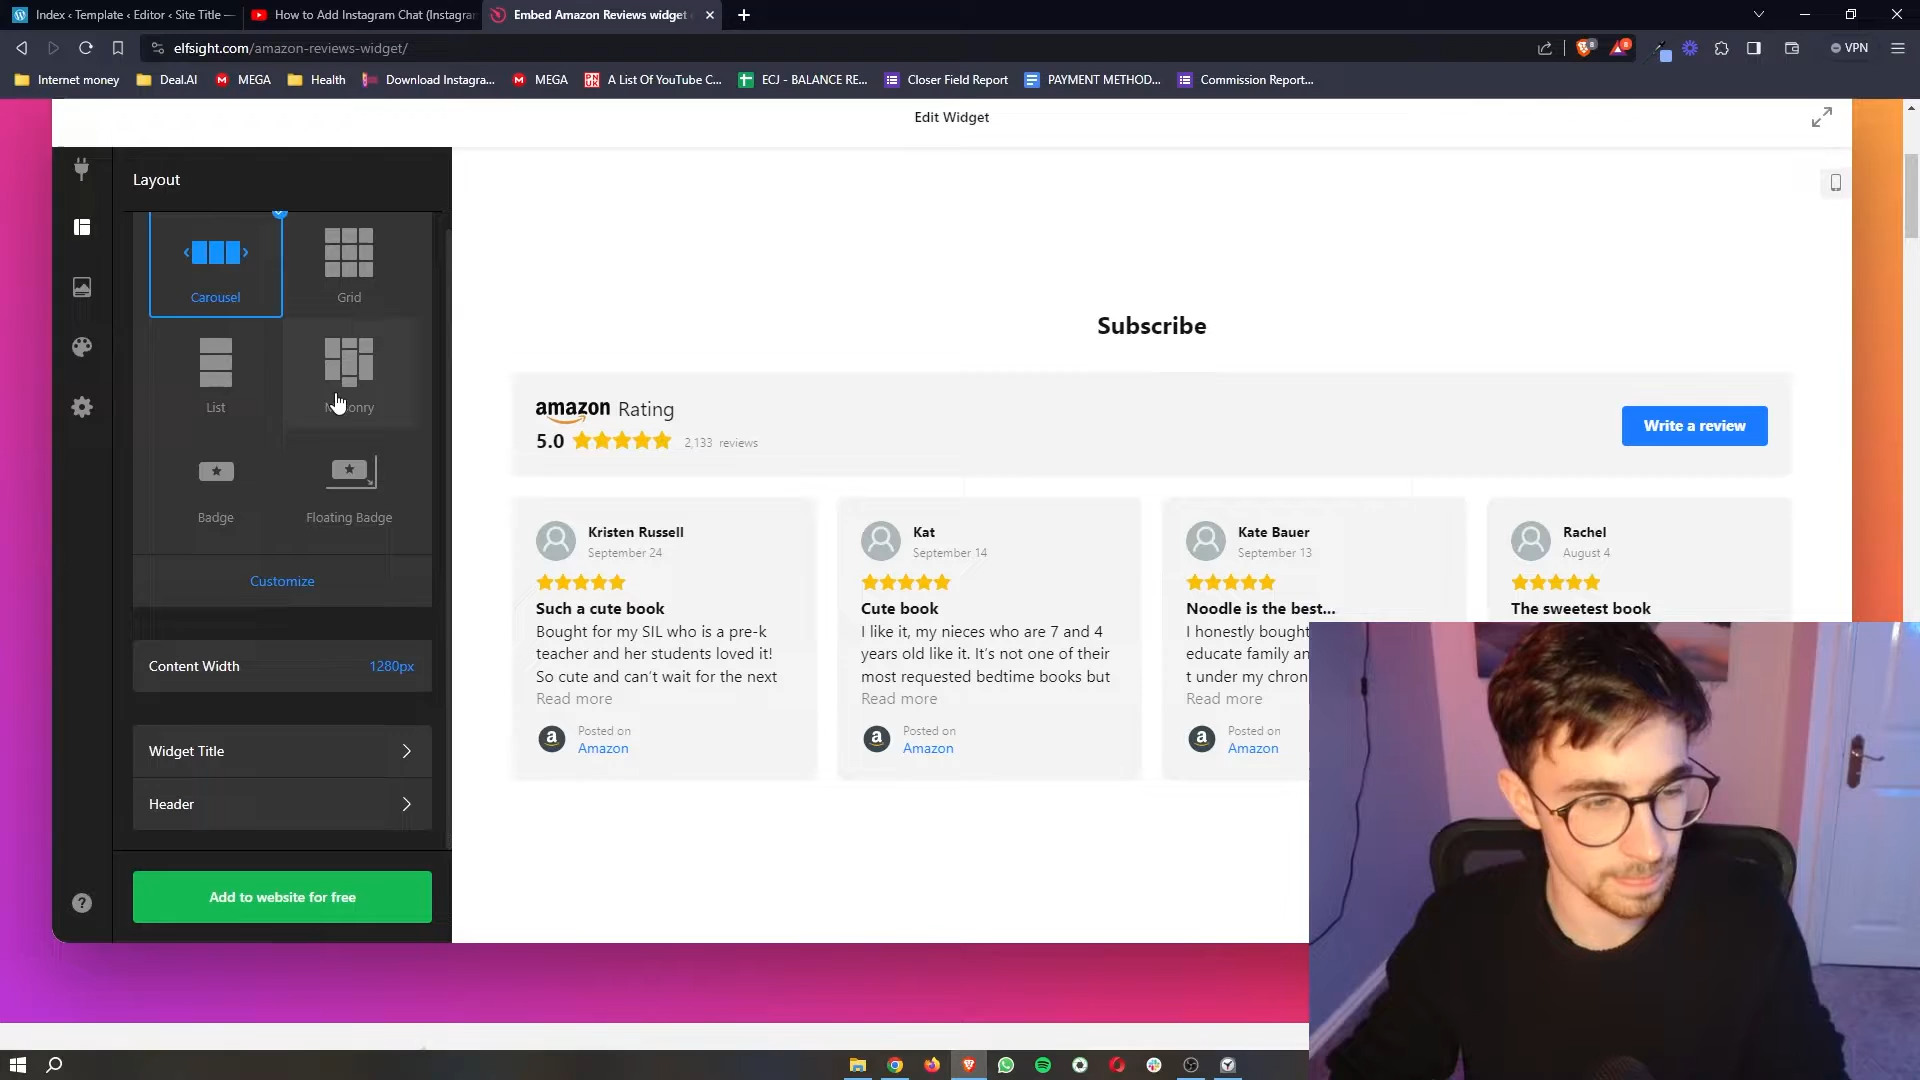 Index ‹ Template ‹ Editor ‹ Site Title —
How to Add Instagram Chat (Instagra
Embed Amazon Reviews widget
elfsight.com/amazon-reviews-widget/
VPN
Internet money
Deal.AI
MEGA
Health
Download Instagra...
MEGA
A List Of YouTube C...
ECJ - BALANCE RE...
Closer Field Report
PAYMENT METHOD...
Commission Report...
Edit Widget
Layout
Carousel
Grid
List
Badge
Floating Badge
Customize
Content Width
1280px
Widget Title
Header
Add to website for free
Subscribe
amazon Rating
5.0
2,133 reviews
Write a review
Kristen Russell
September 24
Such a cute book
Bought for my SIL who is a pre-k
teacher and her students loved it!
So cute and can't wait for the next
Read more
Posted on
Amazon
Kat
September 14
Cute book
I like it, my nieces who are 7 and 4
years old like it. It's not one of their
most requested bedtime books but
Read more
Posted on
Amazon
Kate Bauer
September 13
Noodle is the best...
I honestly bought
educate family an
t under my chron
Read more
Posted on
Amazon
Rachel
August 4
The sweetest book